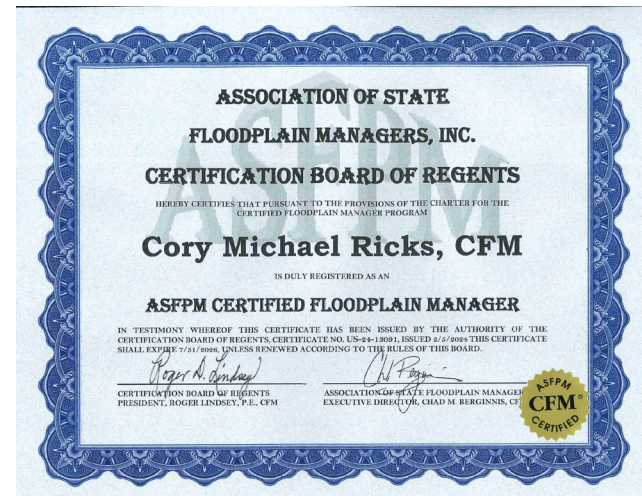 ASSOCIATION OF STATE
FLOODPLAIN MANAGERS, INC.
CERTIFICATION BOARD OF REGENTS
HEREBY CERTIFIES THAT PURSUANT TO THE PROVISIONS OF THE CHARTER FOR THE
CERTIFIED FLOODPLAIN MANAGER PROGRAM
Cory Michael Ricks, CFM
IS DULY REGISTERED AS AN
ASFPM CERTIFIED FLOODPLAIN MANAGER
IN TESTIMONY WHEREOF THIS CERTIFICATE HAS BEEN ISSUED BY THE AUTHORITY OF THE
CERTIFICATION BOARD OF REGENTS, CERTIFICATE NO. US-24-13091, ISSUED 2/5/2024 THIS CERTIFICATE
SHALL EXPIRE 7/31/2026, UNLESS RENEWED ACCORDING TO THE RULES OF THIS BOARD.
Roger D. Lindsey
CERTIFICATION BOARD OF REGENTS
PRESIDENT, ROGER LINDSEY, P.E., CFM
ASSOCIATION OF STATE FLOODPLAIN MANAGER
EXECUTIVE DIRECTOR, CHAD M. BERGINNIS, CF
ASFPM
CFM®
CERTIFIED
ASFPM